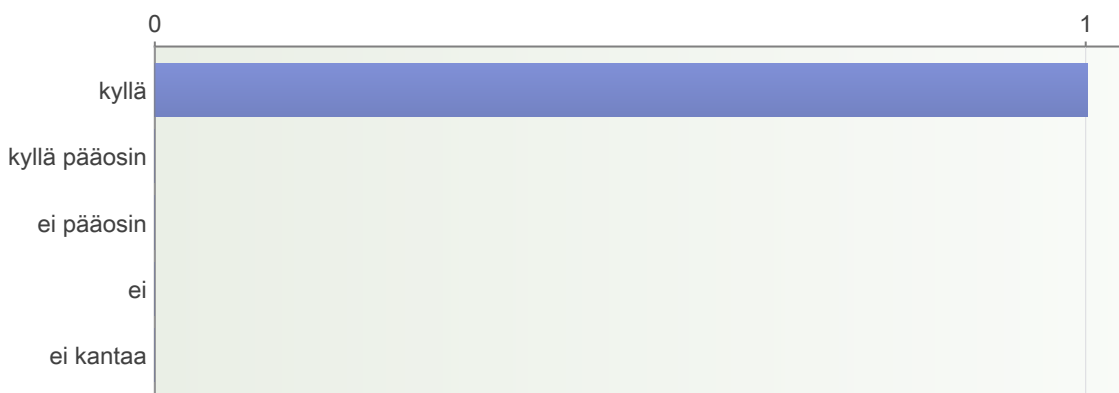 0 1
kyllä
kyllä pääosin
ei pääosin
ei
ei kantaa